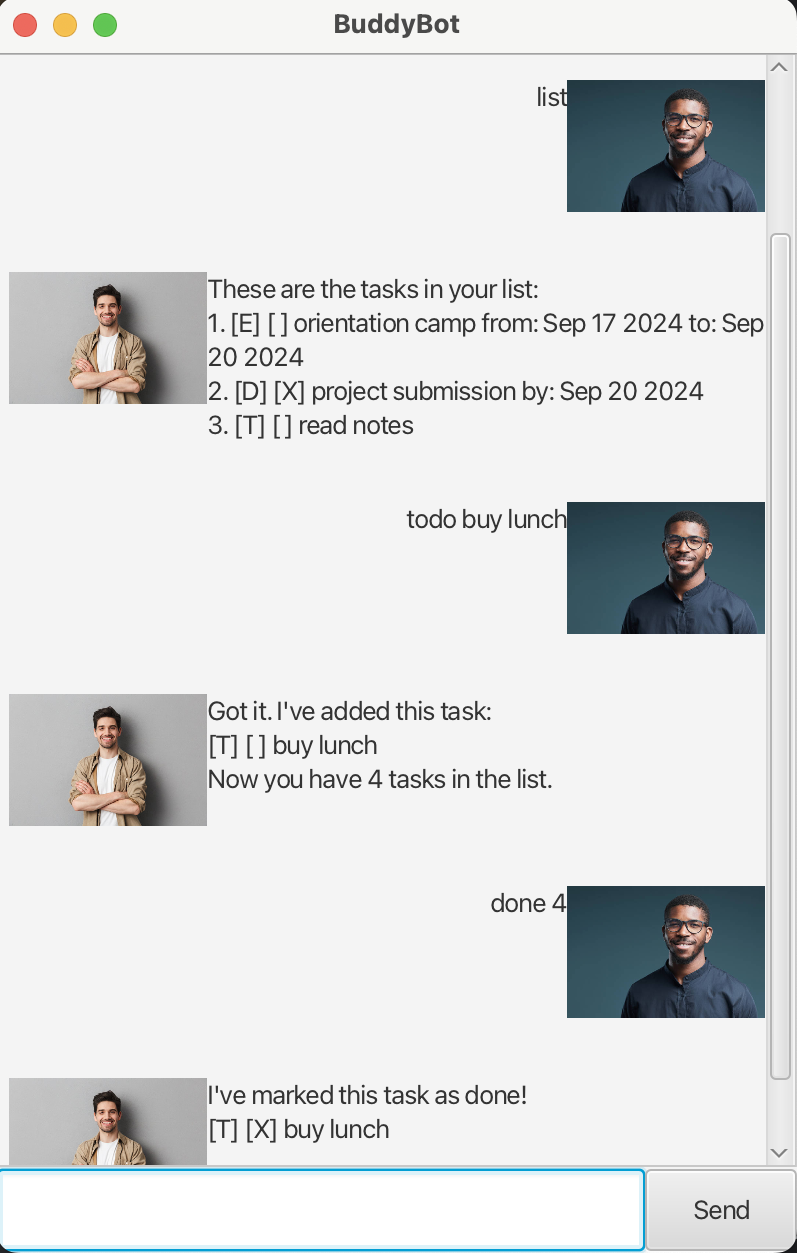 BuddyBot
list
These are the tasks in your list:
1. [E] [ ] orientation camp from: Sep 17 2024 to: Sep
20 2024
2. [D] [X] project submission by: Sep 20 2024
3. [T] [ ] read notes
todo buy lunch
Got it. I've added this task:
[T] [ ] buy lunch
Now you have 4 tasks in the list.
done 4
I've marked this task as done!
[T] [X] buy lunch
Send